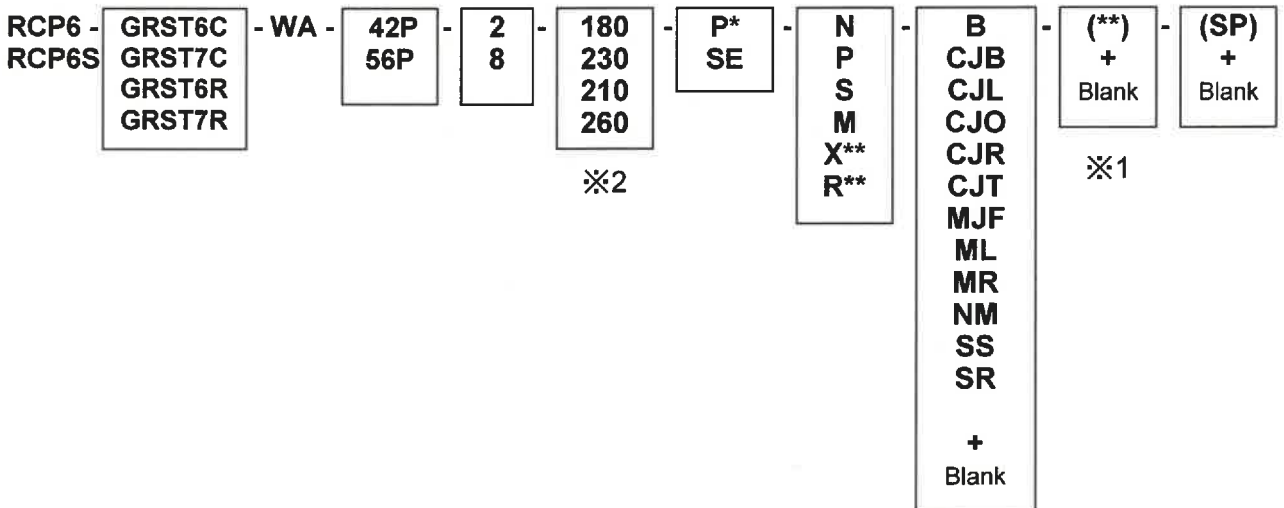 RCP6 - GRST6C - WA - 42P - 2 - 180 - P* - N - B - (**) - (SP)
RCP6S GRST7C 56P 8 230 SE P CJB + +
GRST6R 210 S CJL Blank Blank
GRST7R 260 M CJO
X** CJR
※2 R** CJT ※1
MJF
ML
MR
NM
SS
SR
+
Blank